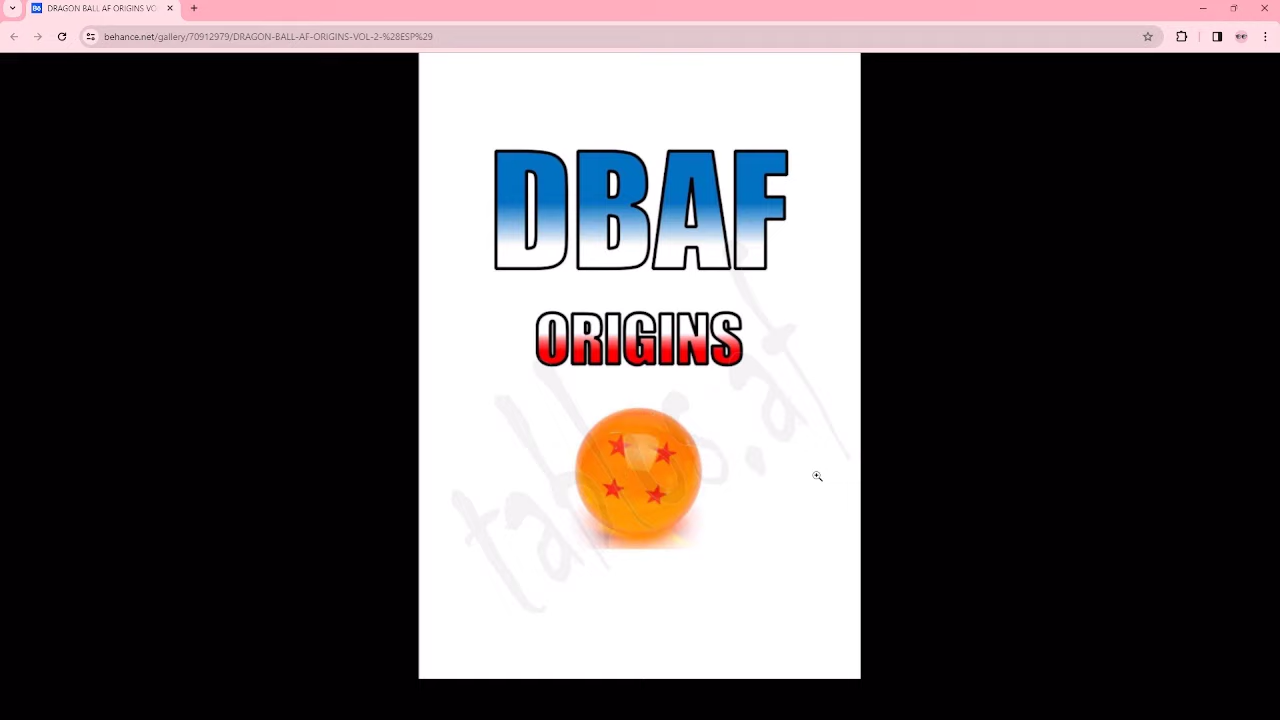 DRAGON BALL AF ORIGINS VO
behance.net/gallery/70912979/DRAGON-BALL-AF-ORIGINS-VOL-2-%28ESP%29
DBAF
ORIGINS